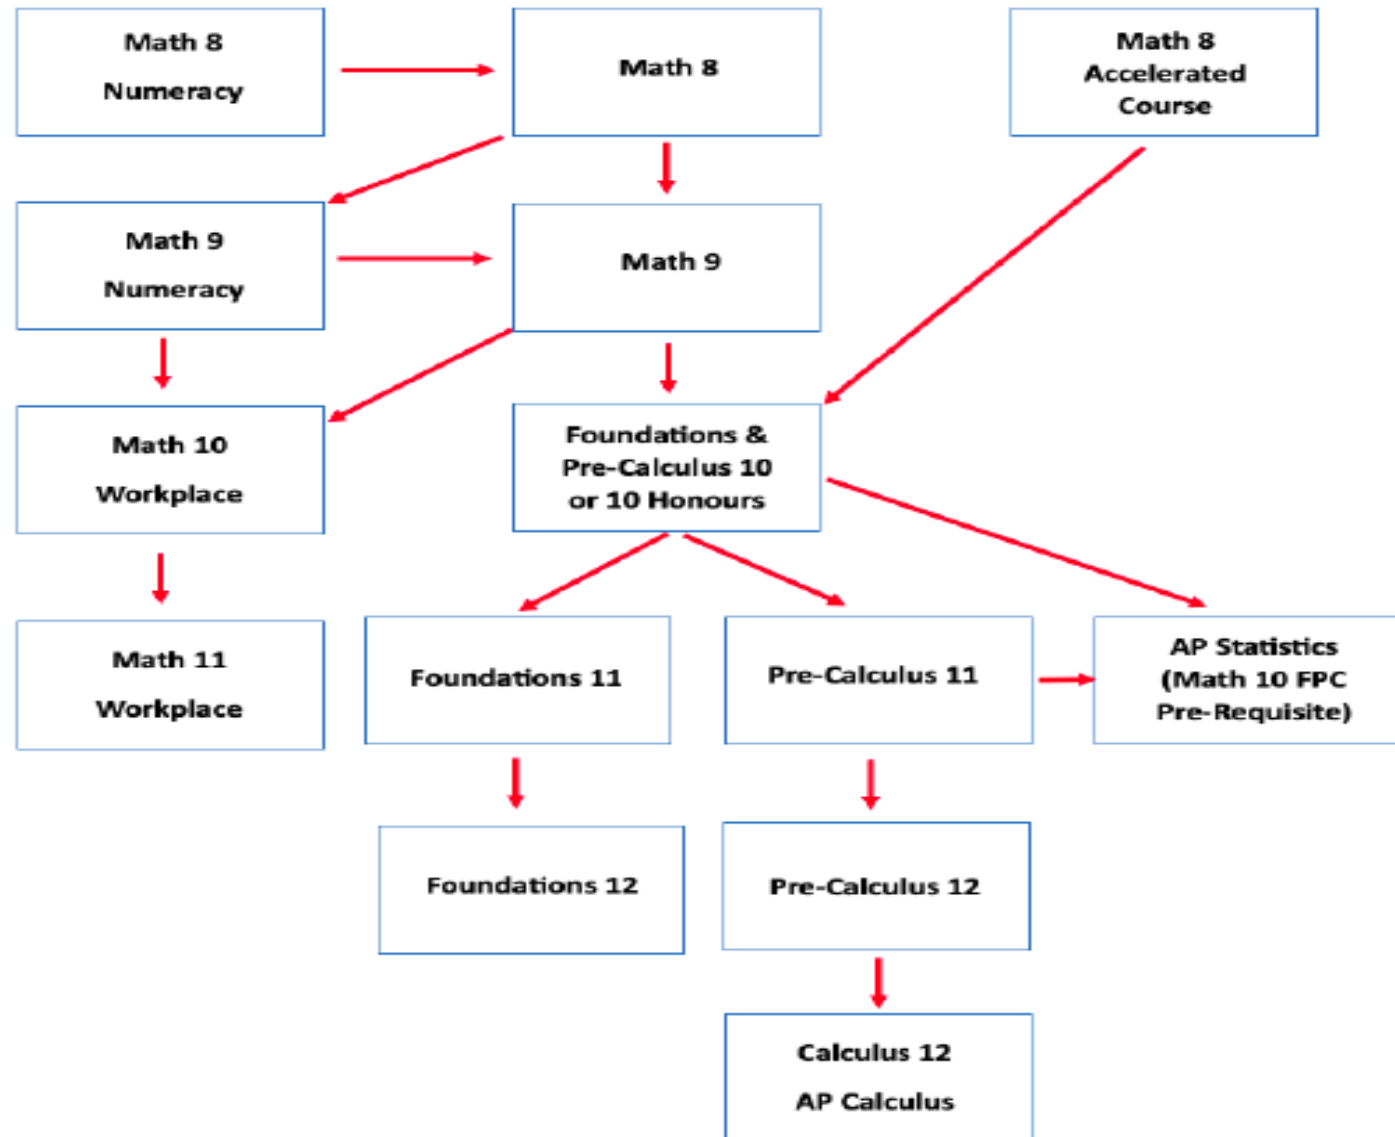 Math 8
Numeracy
Math 8
Math 8
Accelerated
Course
Math 9
Numeracy
Math 9
Math 10
Workplace
Foundations &
Pre-Calculus 10
or 10 Honours
Math 11
Workplace
Foundations 11
Pre-Calculus 11
AP Statistics
(Math 10 FPC
Pre-Requisite)
Foundations 12
Pre-Calculus 12
Calculus 12
AP Calculus